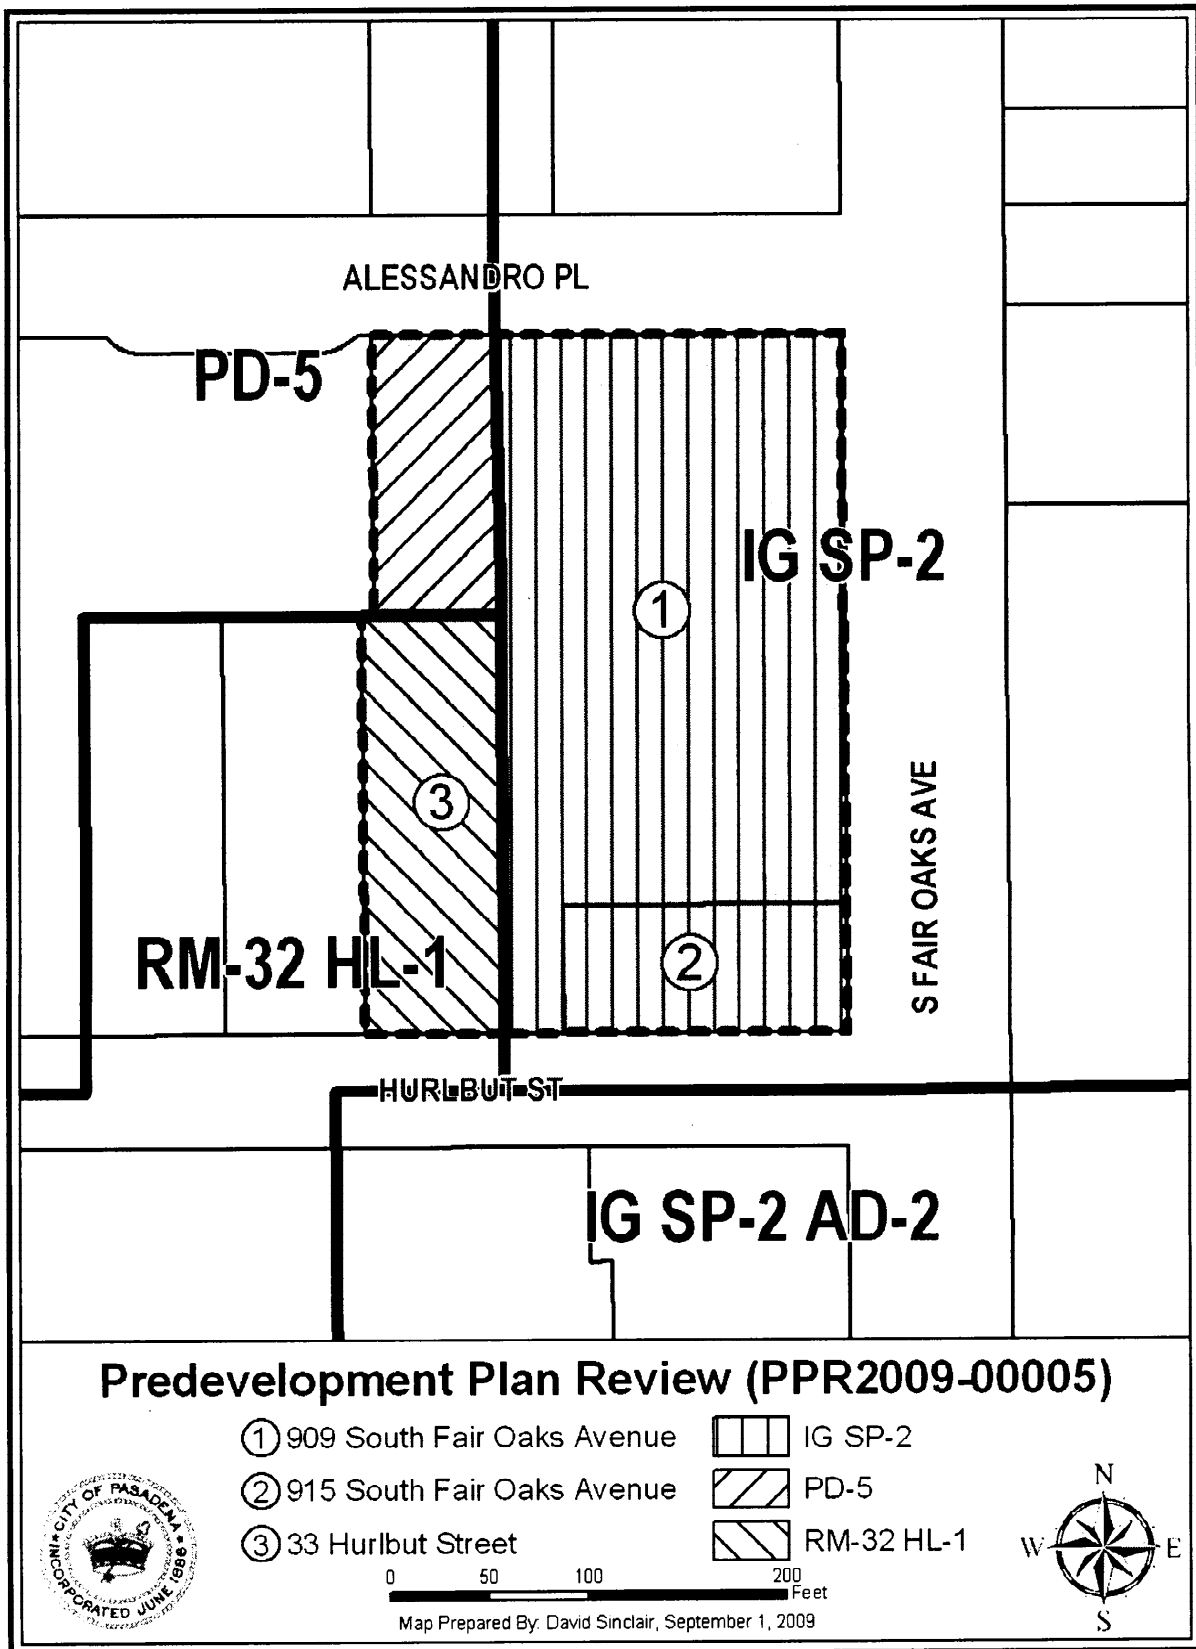 ALESSANDRO PL
PD-5
IG SP-2
1
3
S FAIR OAKS AVE
RM-32 HL-1
2
HURLBUT ST
IG SP-2 AD-2
Predevelopment Plan Review (PPR2009-00005)
1 909 South Fair Oaks Avenue
IG SP-2
2 915 South Fair Oaks Avenue
PD-5
3 33 Hurlbut Street
RM-32 HL-1
CITY OF PASADENA
INCORPORATED JUNE 1886
N
W E
S
0 50 100 200
Feet
Map Prepared By: David Sinclair, September 1, 2009